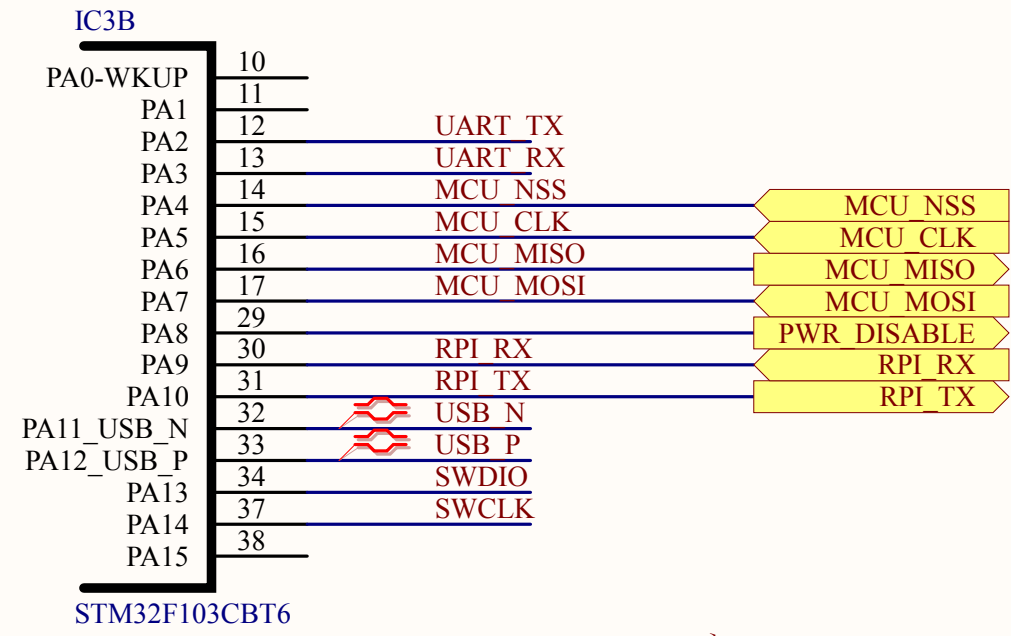 IC3B
PA0-WKUP 10
PA1 11
PA2 12 UART_TX
PA3 13 UART_RX
PA4 14 MCU_NSS MCU_NSS
PA5 15 MCU_CLK MCU_CLK
PA6 16 MCU_MISO MCU_MISO
PA7 17 MCU_MOSI MCU_MOSI
PA8 29 PWR_DISABLE
PA9 30 RPI_RX RPI_RX
PA10 31 RPI_TX RPI_TX
PA11_USB_N 32 USB_N
PA12_USB_P 33 USB_P
PA13 34 SWDIO
PA14 37 SWCLK
PA15 38
STM32F103CBT6